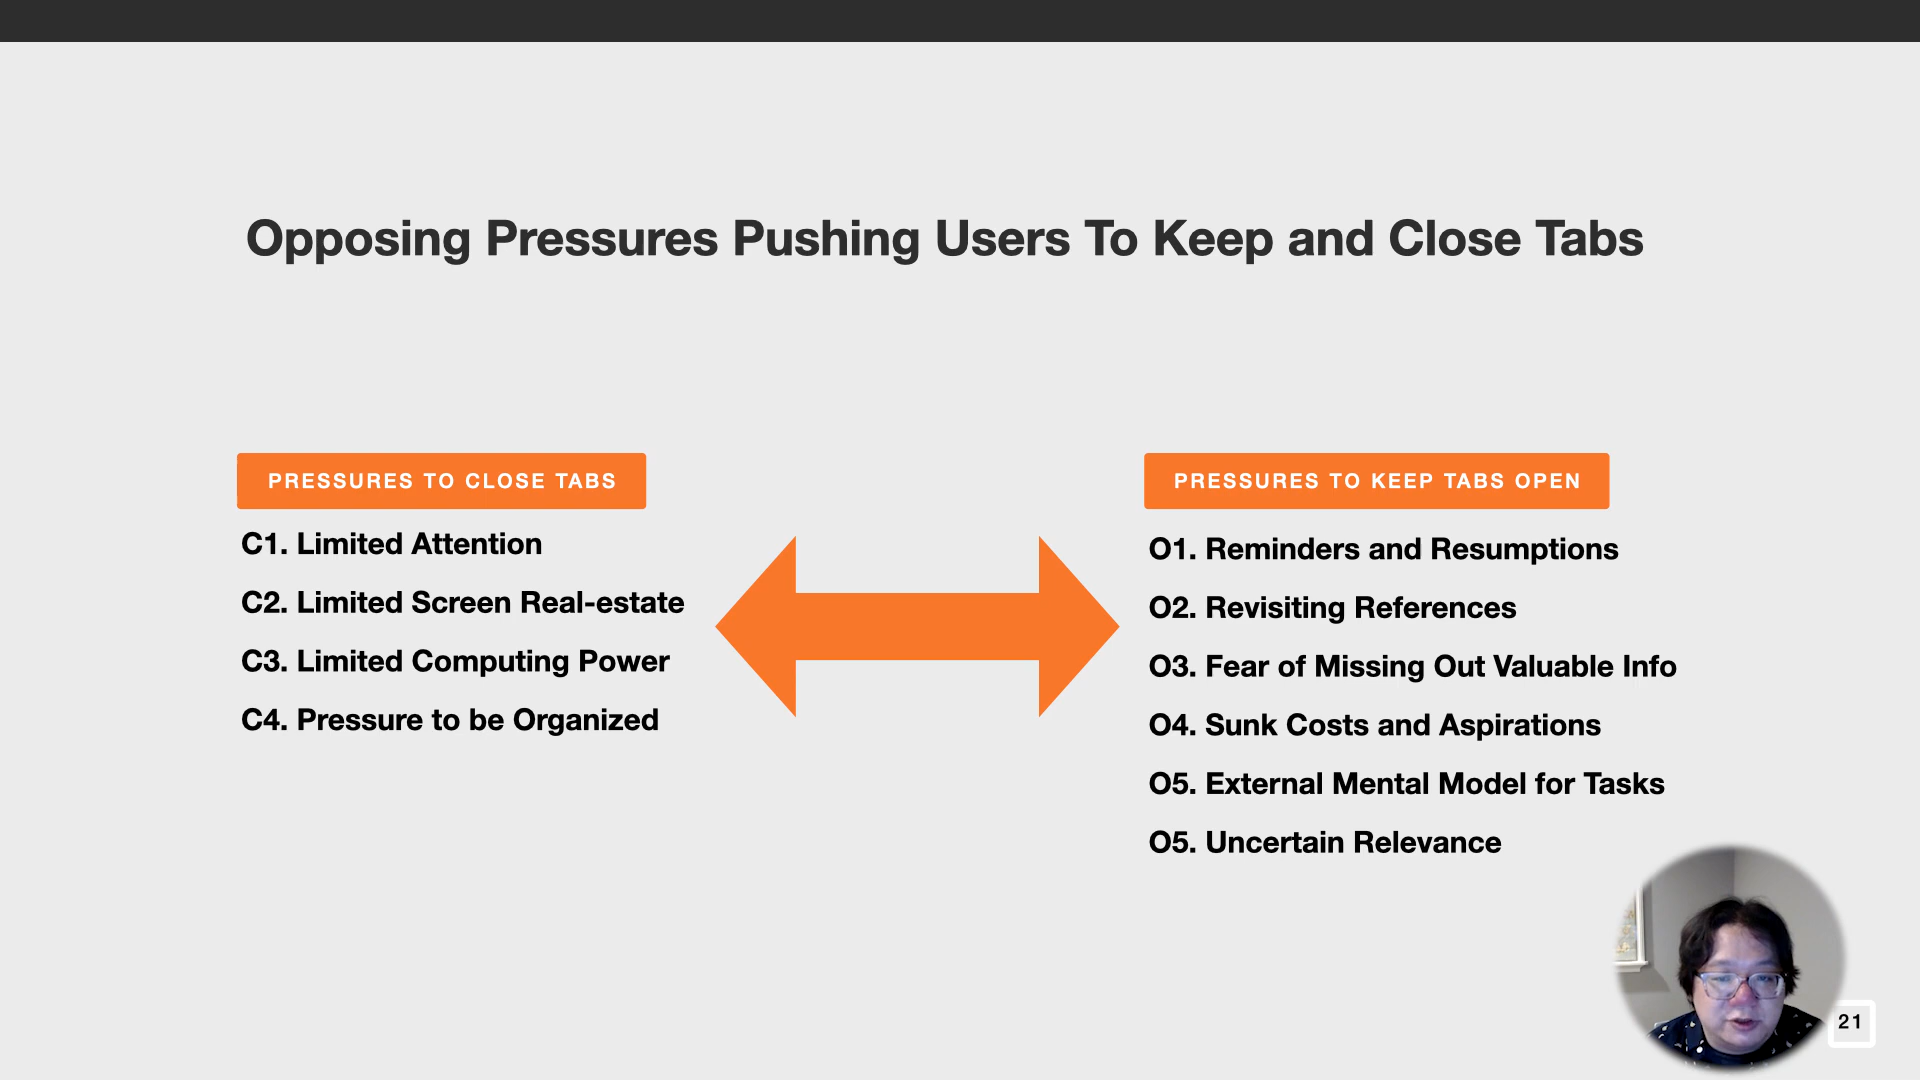 Opposing Pressures Pushing Users To Keep and Close Tabs
PRESSURES TO CLOSE TABS
C1. Limited Attention
C2. Limited Screen Real-estate
C3. Limited Computing Power
C4. Pressure to be Organized
PRESSURES TO KEEP TABS OPEN
O1. Reminders and Resumptions
O2. Revisiting References
O3. Fear of Missing Out Valuable Info
O4. Sunk Costs and Aspirations
O5. External Mental Model for Tasks
O5. Uncertain Relevance
21